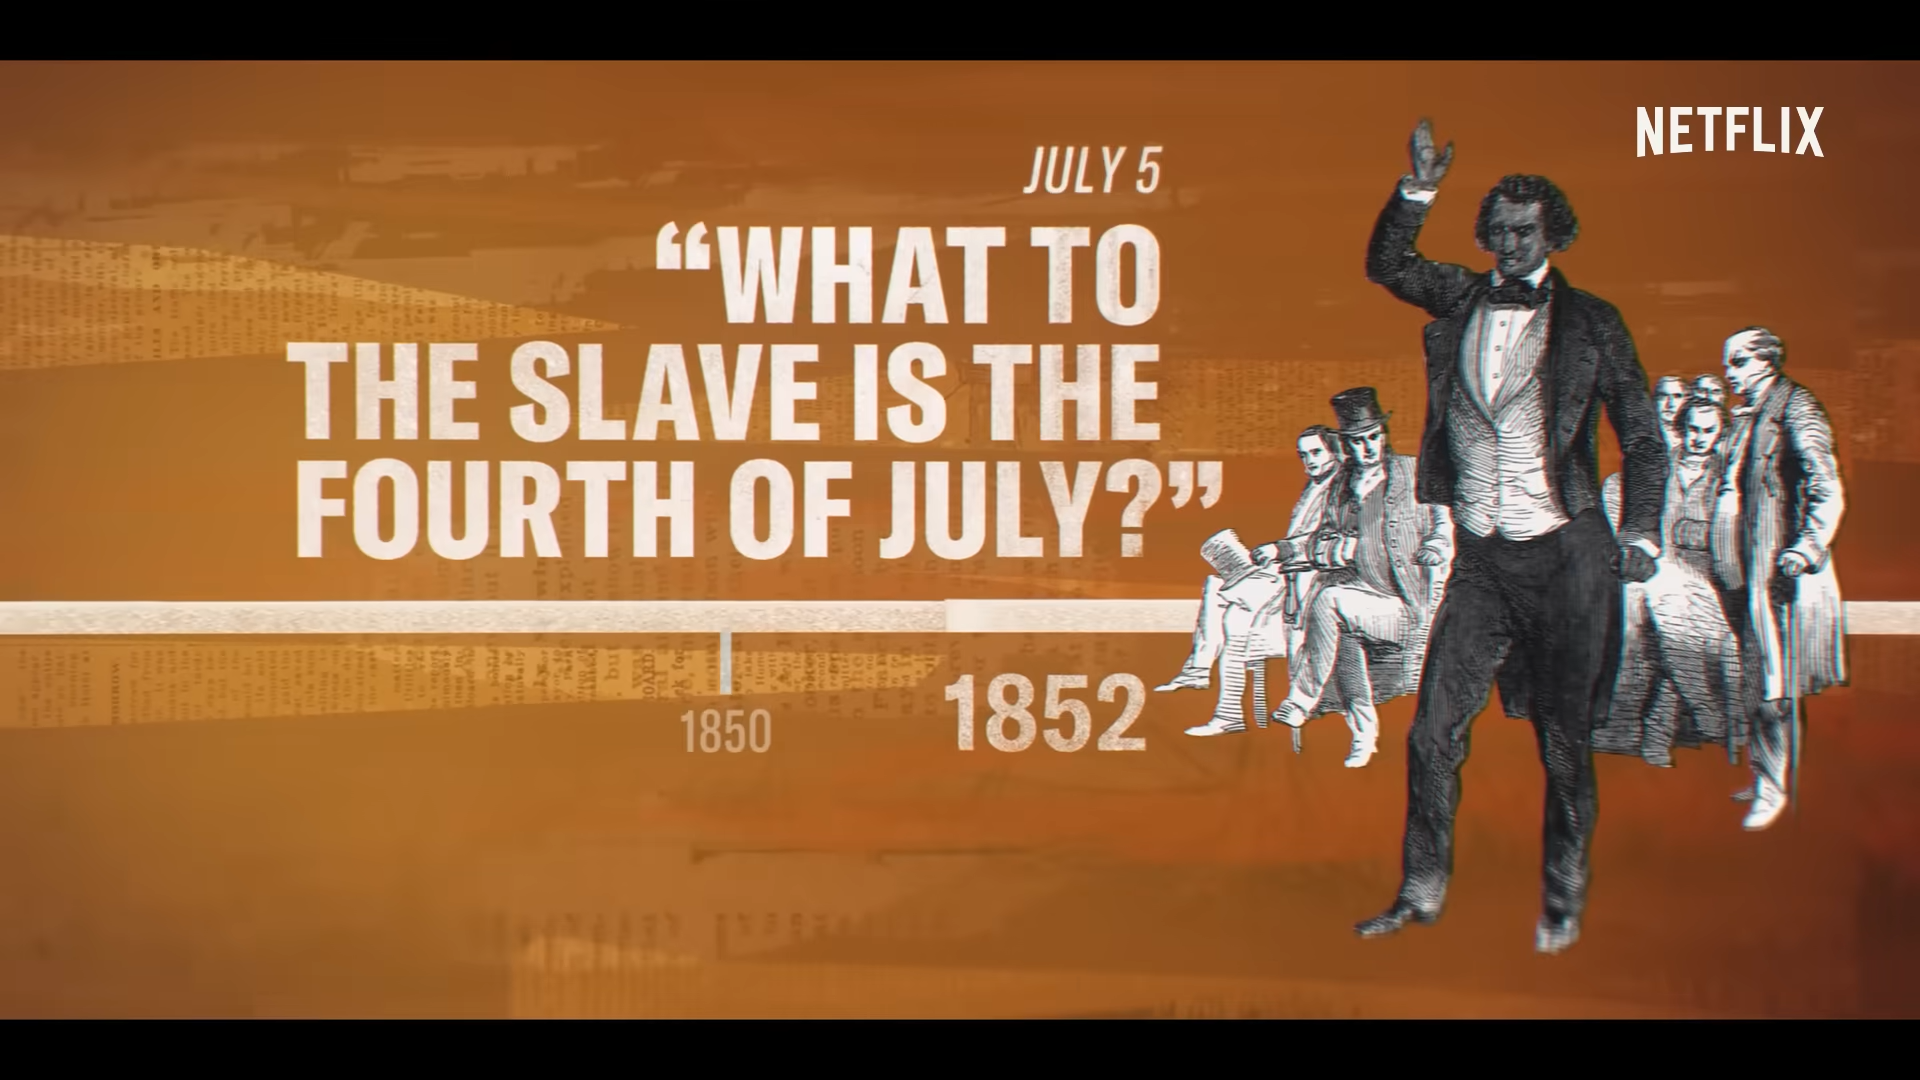 NETFLIX
JULY 5
“WHAT TO
THE SLAVE IS THE
FOURTH OF JULY?”
1850
1852